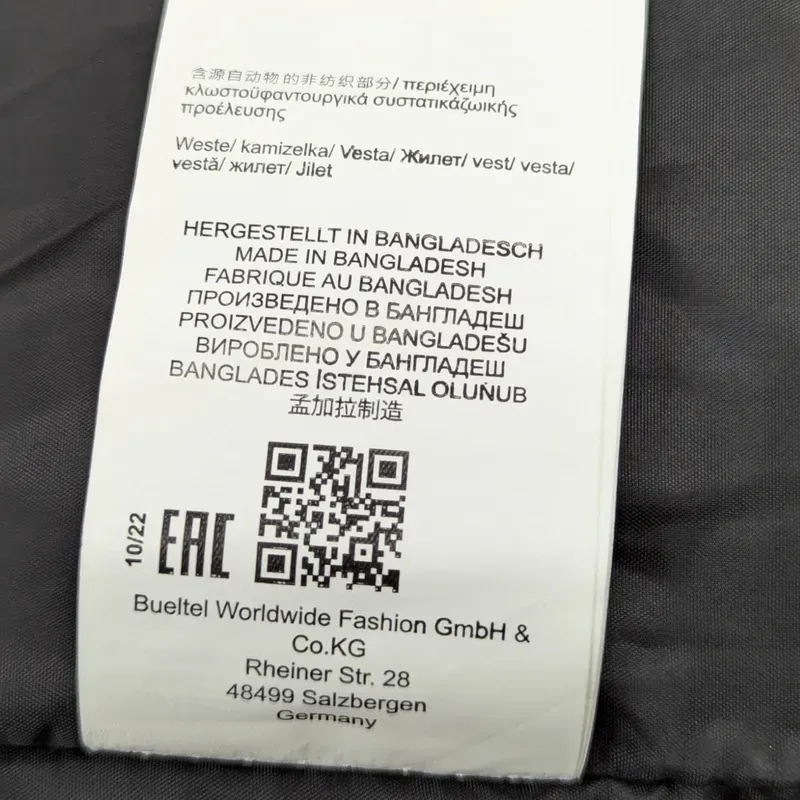 含源自动物的非纺织部分/ περιέχειμη
κλωστοϋφαντουργικά συστατικάζωικής
προέλευσης
Weste/ kamizelka/ Vesta/ Жилет/ vest/ vesta/
vestă/ жилет/ Jilet
HERGESTELLT IN BANGLADESCH
MADE IN BANGLADESH
FABRIQUE AU BANGLADESH
ПРОИЗВЕДЕНО В БАНГЛАДЕШ
PROIZVEDENO U BANGLADEŠU
ВИРОБЛЕНО У БАНГЛАДЕШ
BANGLADES İSTEHSAL OLUNUB
孟加拉制造
10/22
EAC
Bueltel Worldwide Fashion GmbH &
Co.KG
Rheiner Str. 28
48499 Salzbergen
Germany